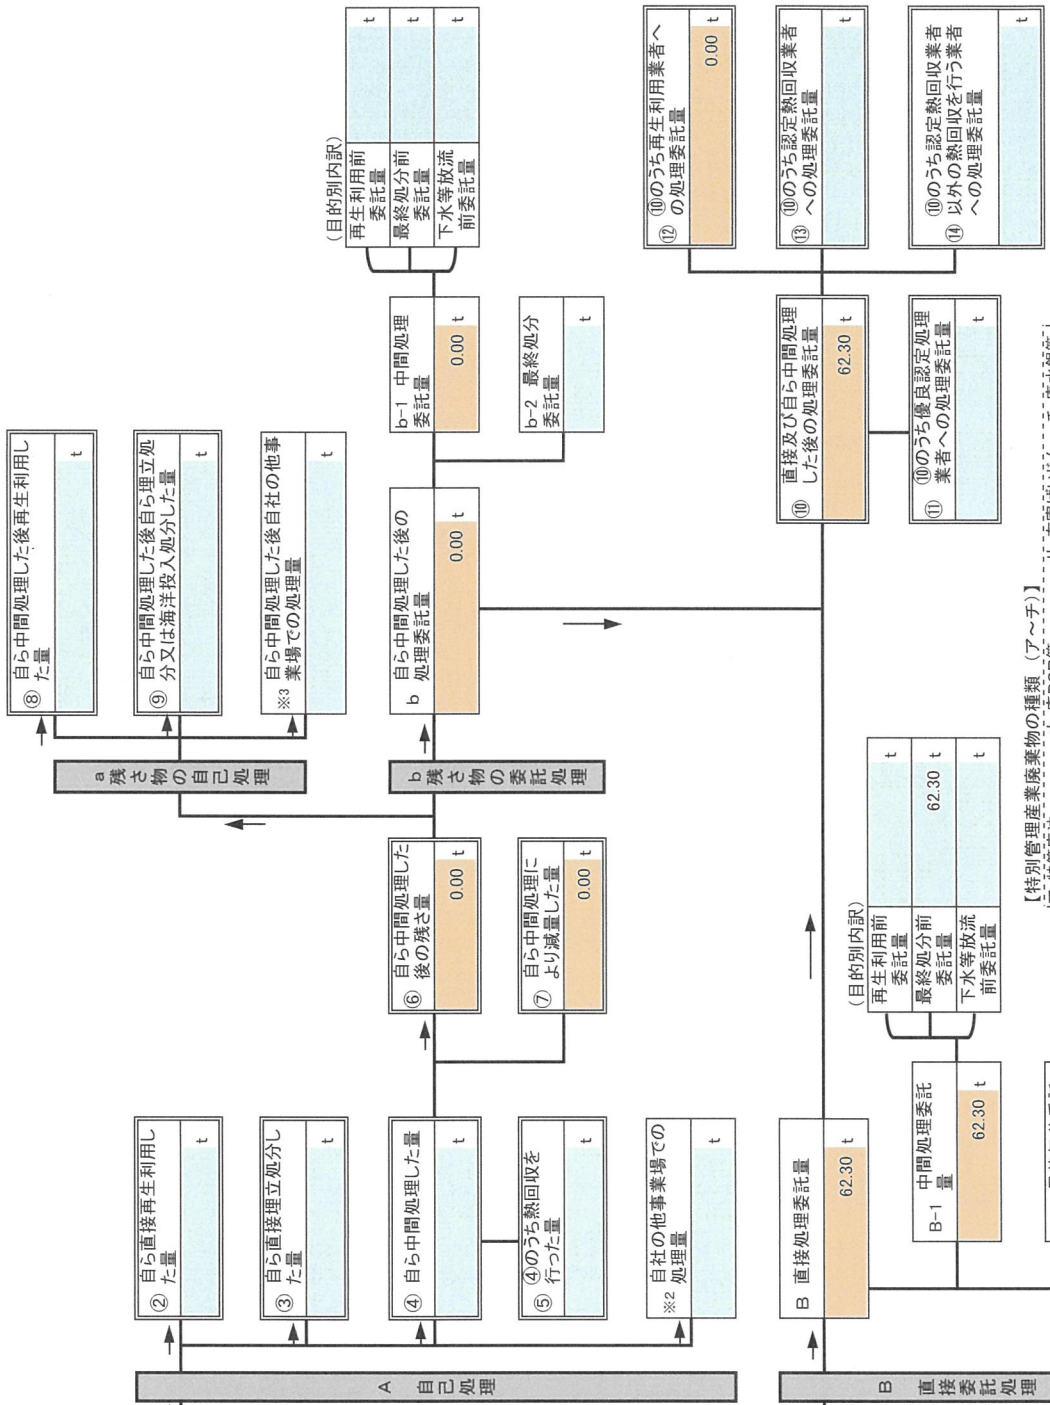 A 自己処理
② 自ら直接再生利用し
た量
t
③ 自ら直接埋立処分し
た量
t
④ 自ら中間処理した量
t
⑤ ④のうち熱回収を
行った量
t
※2 自社の他事業場での
処理量
t
⑥ 自ら中間処理した
後の残さ量
0.00 t
⑦ 自ら中間処理に
より減量した量
0.00 t
a 残さ物の自己処理
⑧ 自ら中間処理した後再生利用し
た量
t
⑨ 自ら中間処理した後自ら埋立処
分又は海洋投入処分した量
t
※3 自ら中間処理した後自社の他事
業場での処理量
t
b 残さ物の委託処理
b 自ら中間処理した後の
処理委託量
0.00 t
b-1 中間処理
委託量
0.00 t
b-2 最終処分
委託量
t
(目的別内訳)
再生利用前
委託量 t
最終処分前
委託量 t
下水等放流
前委託量 t
B 直接委託処理
B 直接処理委託量
62.30 t
B-1 中間処理委託
量
62.30 t
(目的別内訳)
再生利用前
委託量 t
最終処分前
委託量 62.30 t
下水等放流
前委託量 t
⑩ 直接及び自ら中間処理
した後の処理委託量
62.30 t
⑪ ⑩のうち優良認定処理
業者への処理委託量
t
⑫ ⑩のうち再生利用業者へ
の処理委託量
0.00 t
⑬ ⑩のうち認定熱回収業者
への処理委託量
t
⑭ ⑩のうち認定熱回収業者
以外の熱回収を行う業者
への処理委託量
t
【特別管理産業廃棄物の種類(ア~チ)】